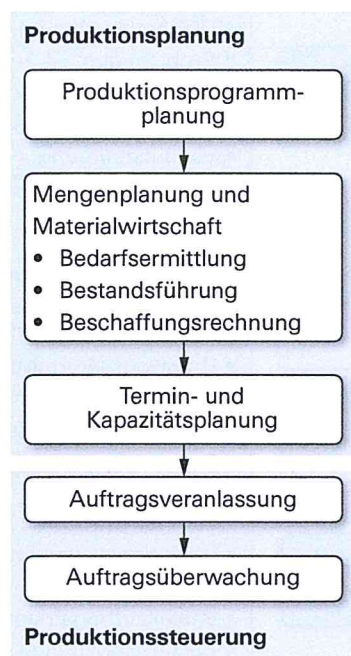 Produktionsplanung
Produktionsprogramm-
planung
Mengenplanung und
Materialwirtschaft
• Bedarfsermittlung
• Bestandsführung
• Beschaffungsrechnung
Termin- und
Kapazitätsplanung
Auftragsveranlassung
Auftragsüberwachung
Produktionssteuerung